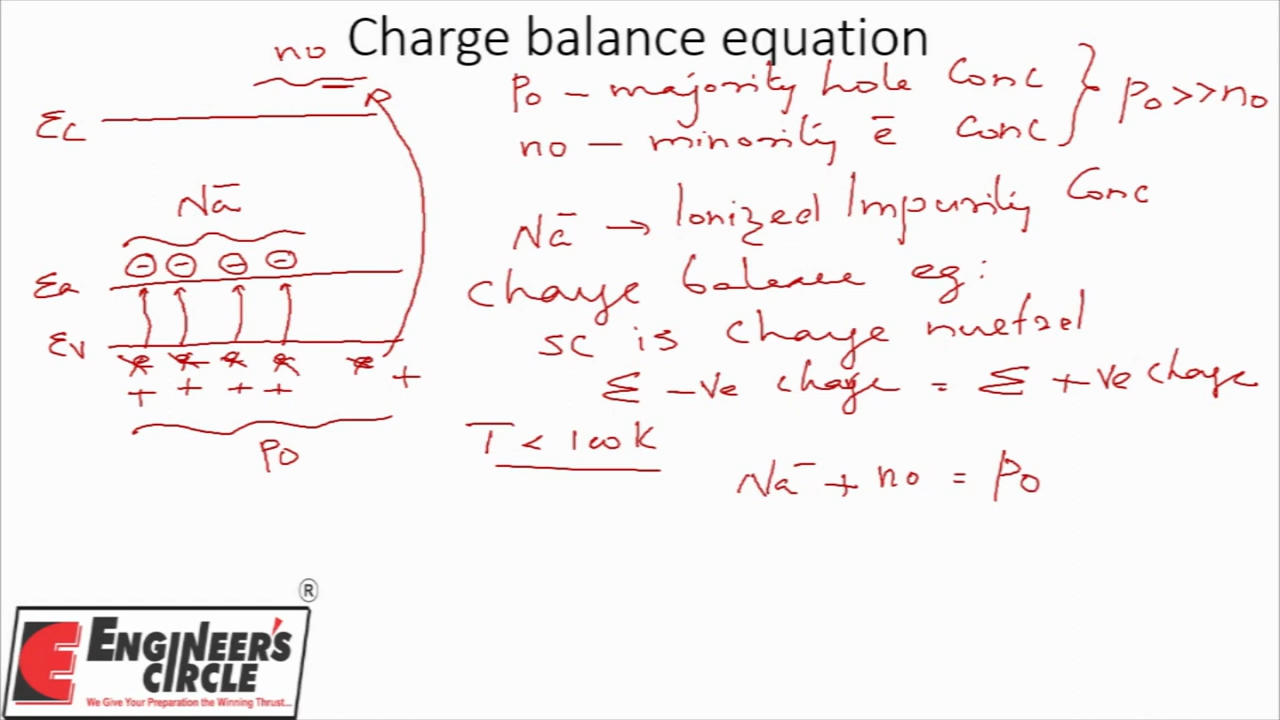 Charge balance equation
no
Po - majority hole Conc
no - minority ē Conc
Po >> no
Ec
Na⁻
Na⁻ → Ionized Impurity Conc
Ea
Charge balance eq:
Ev
SC is charge nuetral
Σ -ve charge = Σ +ve charge
+ + + + +
Po
T < 100K
Na⁻ + no = Po
®
ENGINEER'S
CIRCLE
We Give Your Preparation the Winning Thrust...